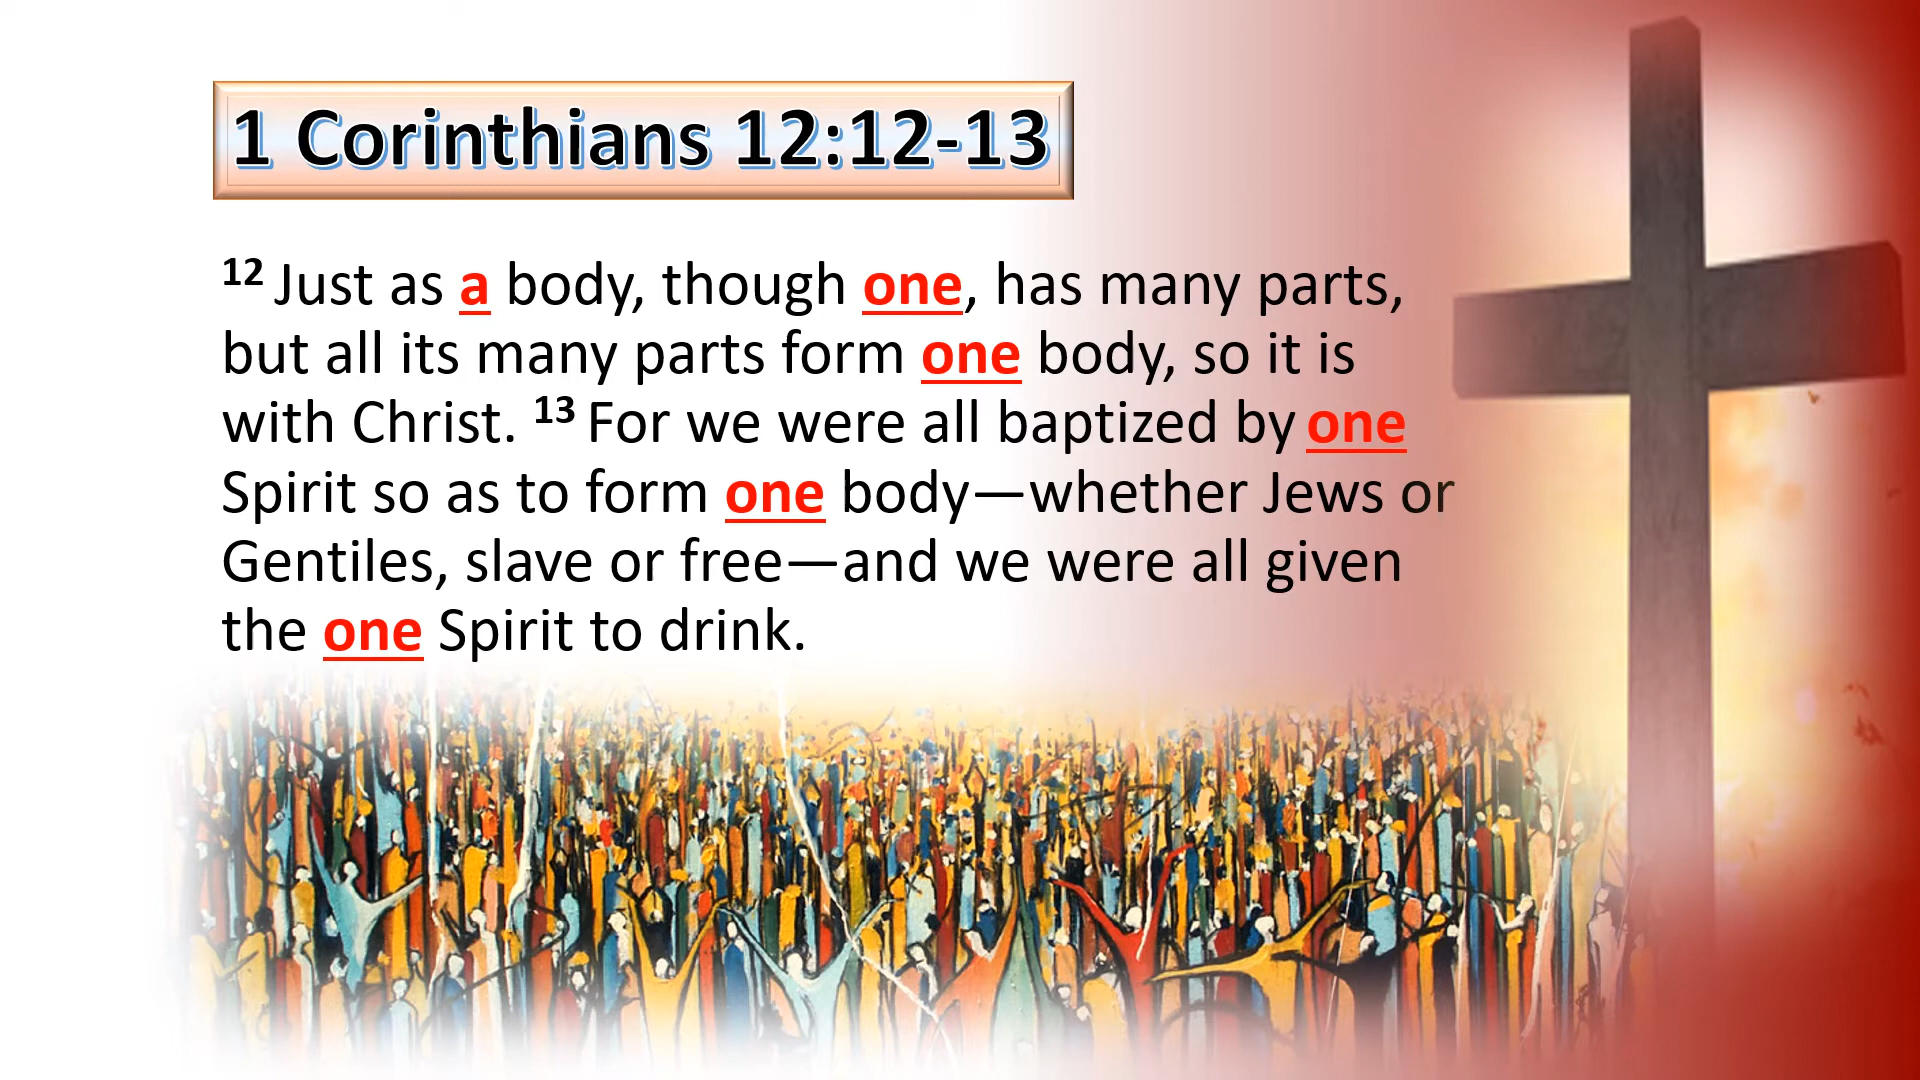 1 Corinthians 12:12-13
12 Just as a body, though one, has many parts,
but all its many parts form one body, so it is
with Christ. 13 For we were all baptized by one
Spirit so as to form one body—whether Jews or
Gentiles, slave or free—and we were all given
the one Spirit to drink.